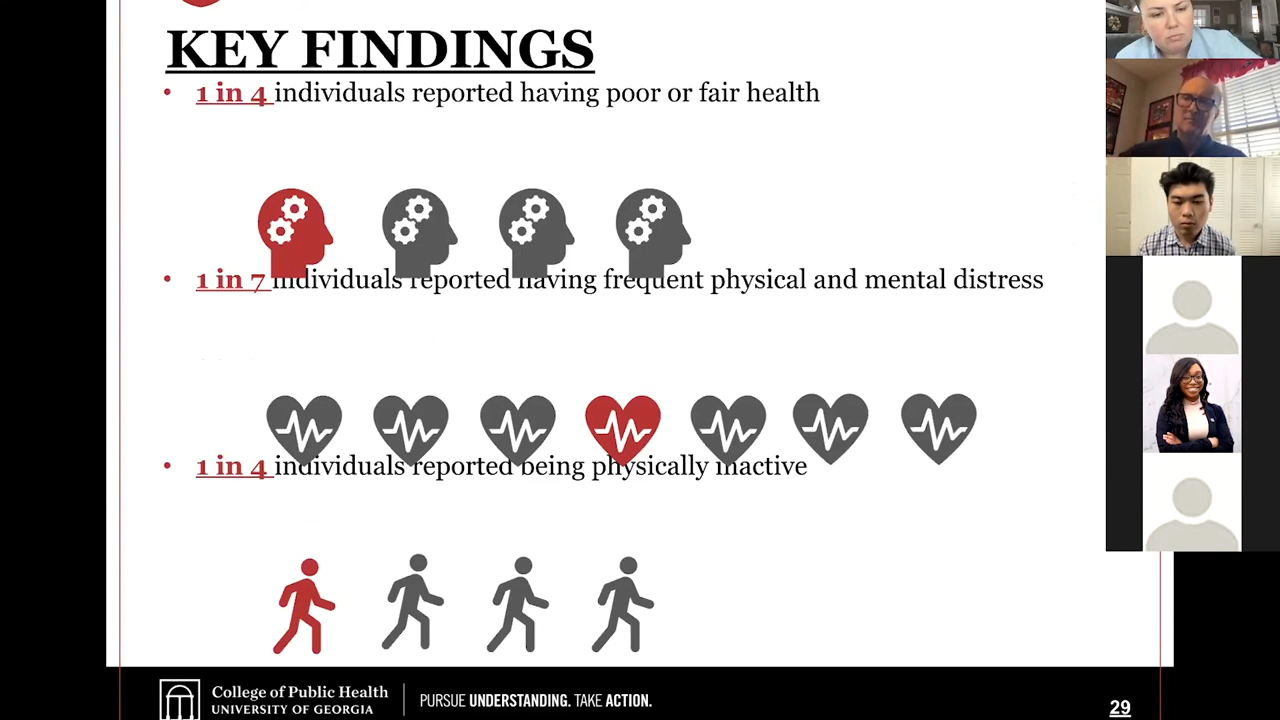 KEY FINDINGS
• 1 in 4 individuals reported having poor or fair health
• 1 in 7 individuals reported having frequent physical and mental distress
• 1 in 4 individuals reported being physically inactive
College of Public Health
UNIVERSITY OF GEORGIA
PURSUE UNDERSTANDING. TAKE ACTION.
29